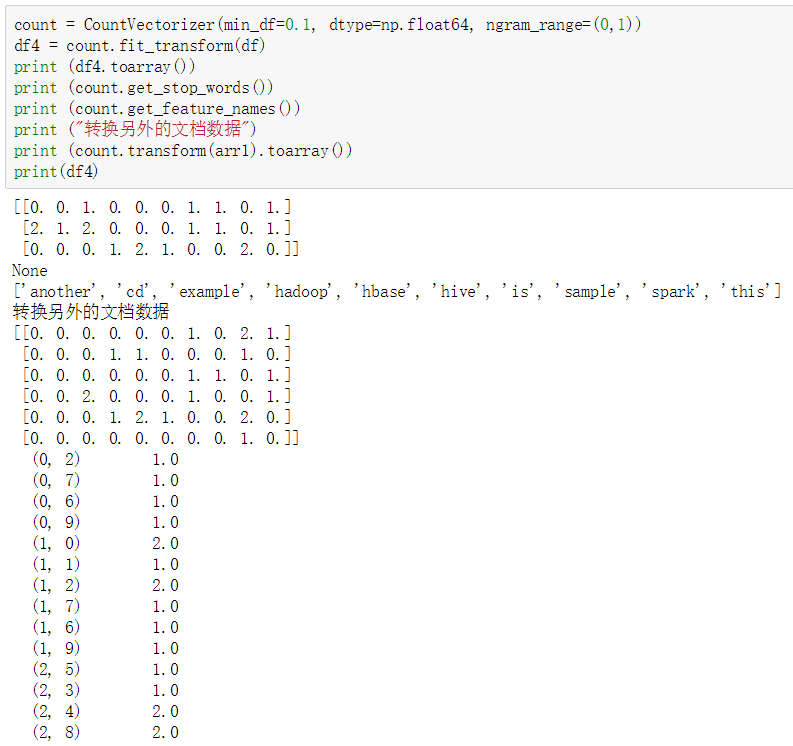 count = CountVectorizer(min_df=0.1, dtype=np.float64, ngram_range=(0,1))
df4 = count.fit_transform(df)
print (df4.toarray())
print (count.get_stop_words())
print (count.get_feature_names())
print ("转换另外的文档数据")
print (count.transform(arr1).toarray())
print(df4)
[[0. 0. 1. 0. 0. 0. 1. 1. 0. 1.]
 [2. 1. 2. 0. 0. 0. 1. 1. 0. 1.]
 [0. 0. 0. 1. 2. 1. 0. 0. 2. 0.]]
None
['another', 'cd', 'example', 'hadoop', 'hbase', 'hive', 'is', 'sample', 'spark', 'this']
转换另外的文档数据
[[0. 0. 0. 0. 0. 0. 1. 0. 2. 1.]
 [0. 0. 0. 1. 1. 0. 0. 0. 1. 0.]
 [0. 0. 0. 0. 0. 0. 1. 1. 0. 1.]
 [0. 0. 2. 0. 0. 0. 1. 0. 0. 1.]
 [0. 0. 0. 1. 2. 1. 0. 0. 2. 0.]
 [0. 0. 0. 0. 0. 0. 0. 0. 1. 0.]]
  (0, 2)	1.0
  (0, 7)	1.0
  (0, 6)	1.0
  (0, 9)	1.0
  (1, 0)	2.0
  (1, 1)	1.0
  (1, 2)	2.0
  (1, 7)	1.0
  (1, 6)	1.0
  (1, 9)	1.0
  (2, 5)	1.0
  (2, 3)	1.0
  (2, 4)	2.0
  (2, 8)	2.0